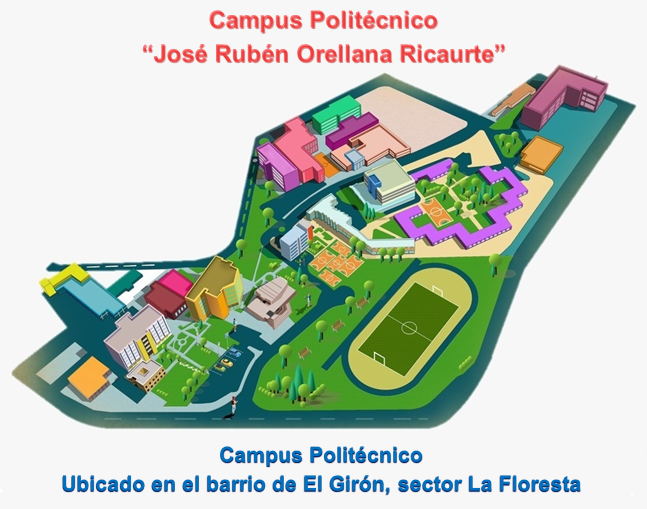 Campus Politécnico
“José Rubén Orellana Ricaurte”
Campus Politécnico
Ubicado en el barrio de El Girón, sector La Floresta